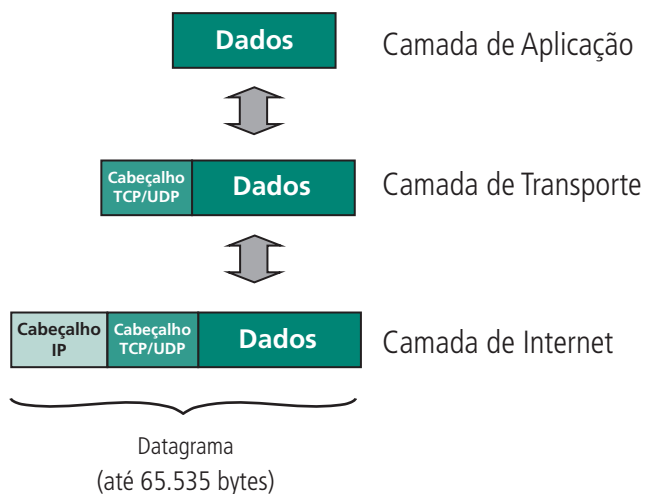 Dados
Camada de Aplicação
Cabeçalho
TCP/UDP
Dados
Camada de Transporte
Cabeçalho
IP
Cabeçalho
TCP/UDP
Dados
Camada de Internet
Datagrama
(até 65.535 bytes)